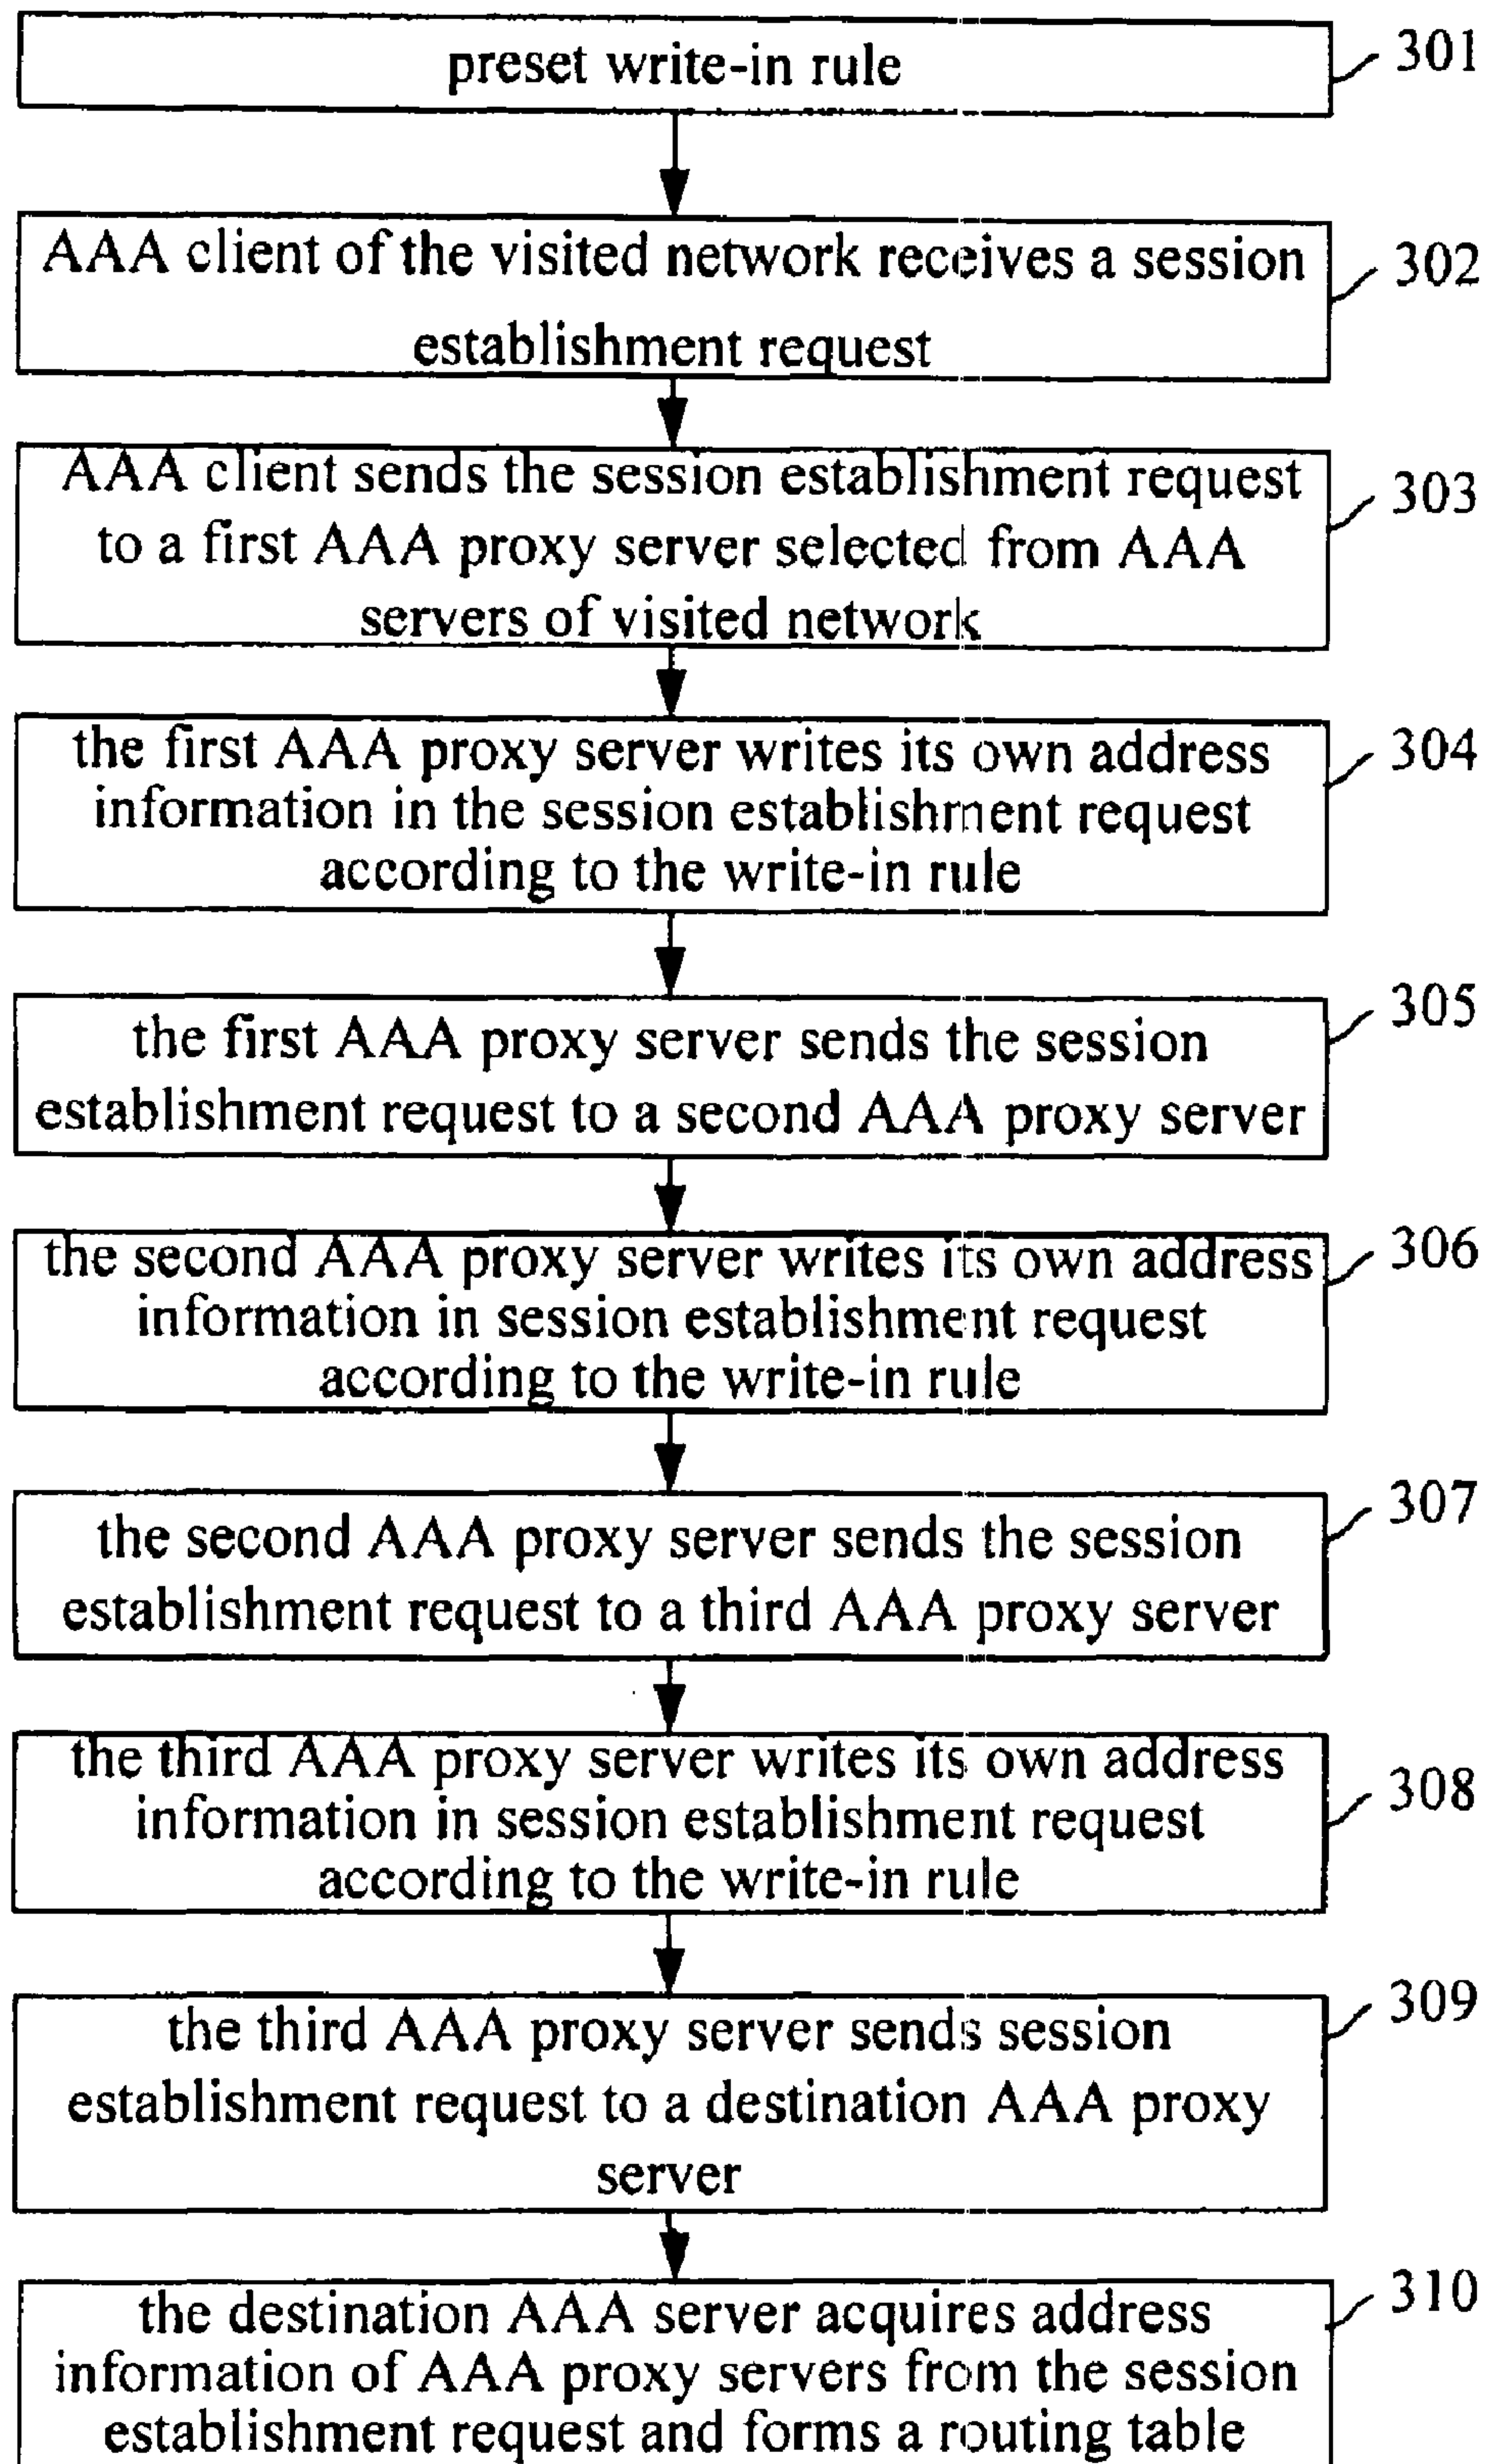 preset write-in rule
301
AAA client of the visited network receives a session
establishment request
302
AAA client sends the session establishment request
to a first AAA proxy server selected from AAA
servers of visited network
303
the first AAA proxy server writes its own address
information in the session establishment request
according to the write-in rule
304
the first AAA proxy server sends the session
establishment request to a second AAA proxy server
305
the second AAA proxy server writes its own address
information in session establishment request
according to the write-in rule
306
the second AAA proxy server sends the session
establishment request to a third AAA proxy server
307
the third AAA proxy server writes its own address
information in session establishment request
according to the write-in rule
308
the third AAA proxy server sends session
establishment request to a destination AAA proxy
server
309
the destination AAA server acquires address
information of AAA proxy servers from the session
establishment request and forms a routing table
310